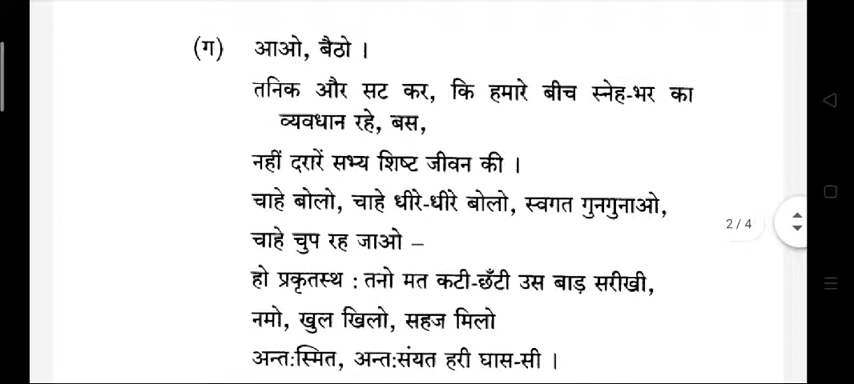 (ग) आओ, बैठो ।
तनिक और सट कर, कि हमारे बीच स्नेह-भर का
व्यवधान रहे, बस,
नहीं दरारें सभ्य शिष्ट जीवन की ।
चाहे बोलो, चाहे धीरे-धीरे बोलो, स्वगत गुनगुनाओ,
2/4
चाहे चुप रह जाओ –
हो प्रकृतस्थ : तनो मत कटी-छँटी उस बाड़ सरीखी,
नमो, खुल खिलो, सहज मिलो
अन्तःस्मित, अन्तःसंयत हरी घास-सी ।